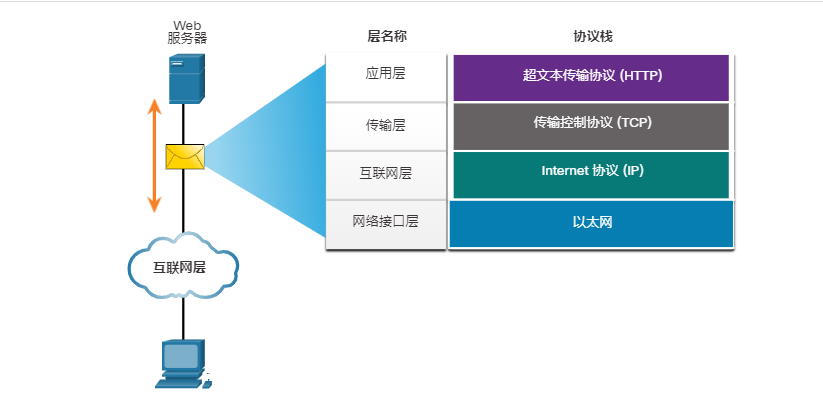 Web
服务器
层名称
协议栈
应用层
超文本传输协议 (HTTP)
传输层
传输控制协议 (TCP)
互联网层
Internet 协议 (IP)
网络接口层
以太网
互联网层